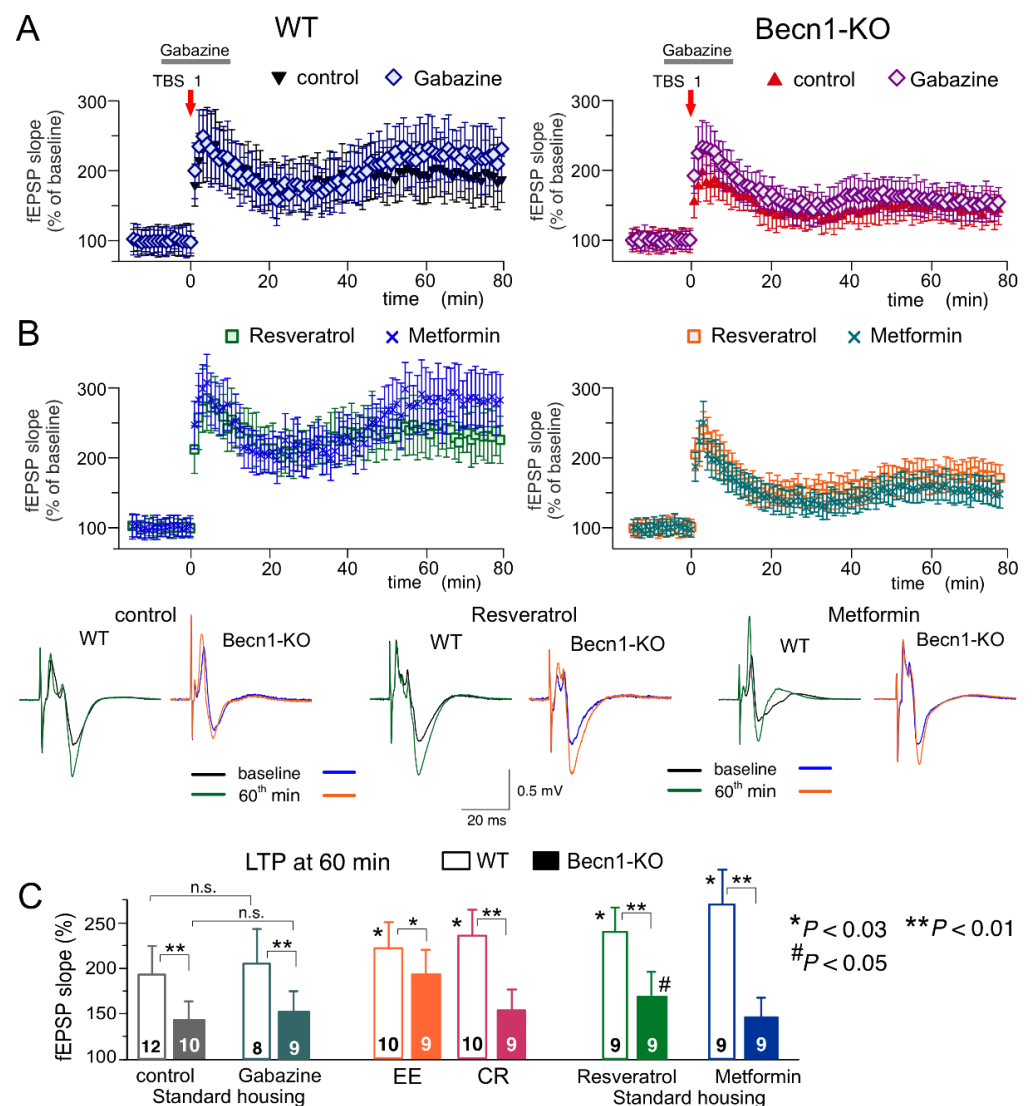 A
WT
Becn1-KO
Gabazine
TBS 1
control Gabazine
fEPSP slope
(% of baseline)
300
200
100
0 20 40 60 80
time (min)
Gabazine
TBS 1
control Gabazine
fEPSP slope
(% of baseline)
300
200
100
0 20 40 60 80
time (min)
B
Resveratrol Metformin
fEPSP slope
(% of baseline)
300
200
100
0 20 40 60 80
time (min)
Resveratrol Metformin
fEPSP slope
(% of baseline)
300
200
100
0 20 40 60 80
time (min)
control Resveratrol Metformin
WT Becn1-KO WT Becn1-KO WT Becn1-KO
baseline
60th min
0.5 mV
20 ms
baseline
60th min
C
LTP at 60 min WT Becn1-KO
fEPSP slope (%)
250
200
150
100
n.s.
n.s.
** ** * * * ** * ** # * **
*P < 0.03 **P < 0.01
#P < 0.05
12 10 8 9 10 9 10 9 9 9 9 9
control Gabazine EE CR Resveratrol Metformin
Standard housing Standard housing